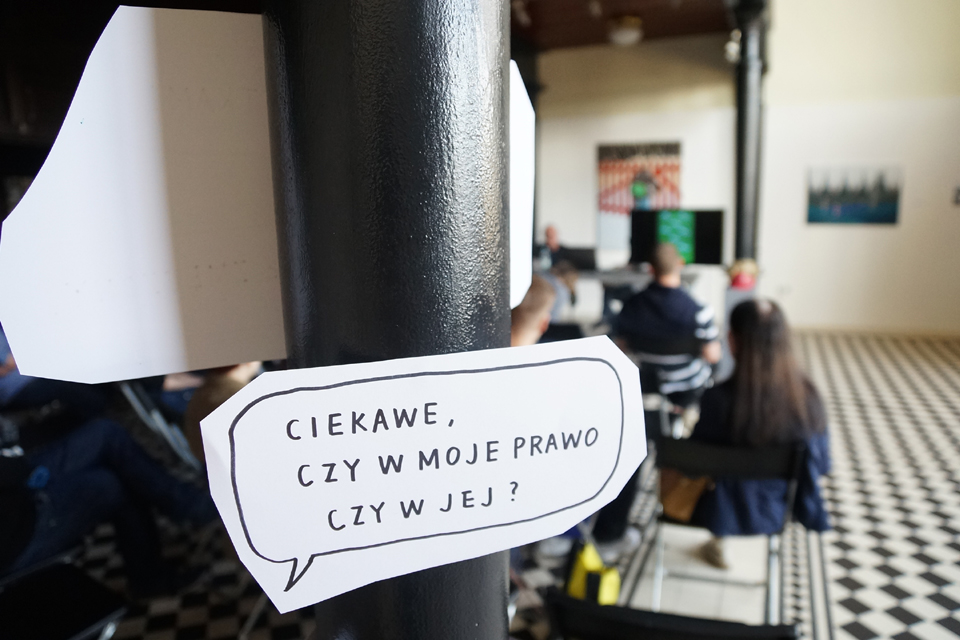 CIEKAWE,
CZY W MOJE PRAWO
CZY W JEJ ?